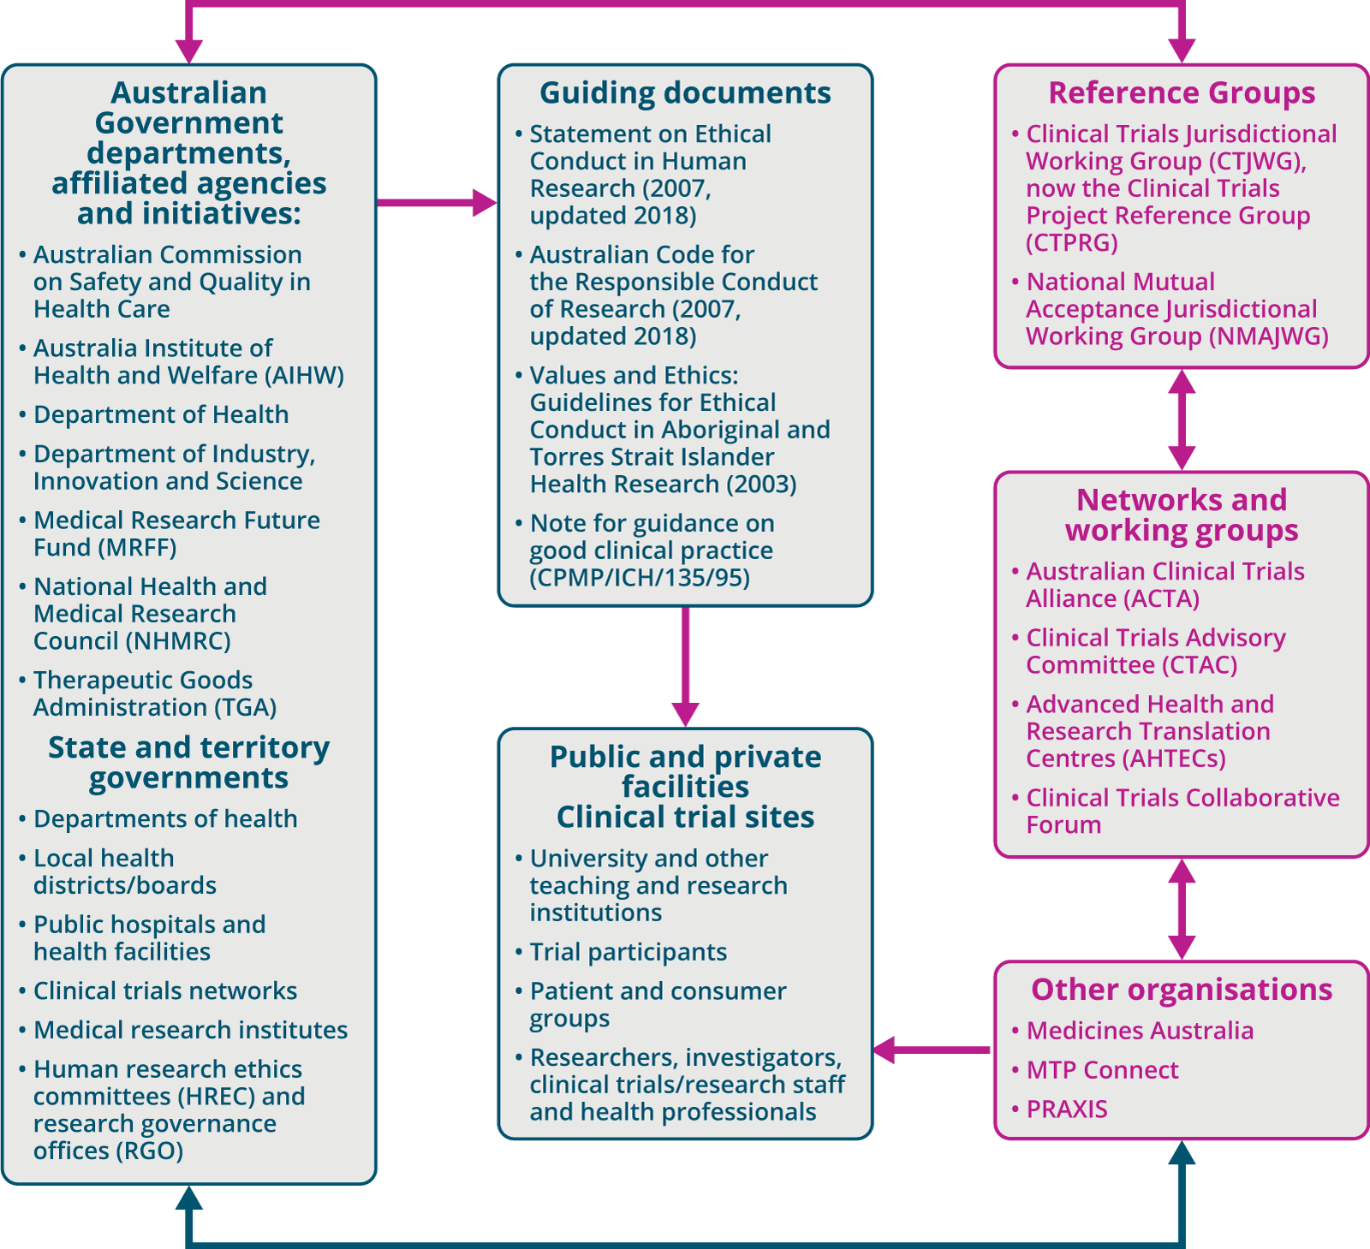 Australian
Government
departments,
affiliated agencies
and initiatives:
• Australian Commission
on Safety and Quality in
Health Care
• Australia Institute of
Health and Welfare (AIHW)
• Department of Health
• Department of Industry,
Innovation and Science
• Medical Research Future
Fund (MRFF)
• National Health and
Medical Research
Council (NHMRC)
• Therapeutic Goods
Administration (TGA)
State and territory
governments
• Departments of health
• Local health
districts/boards
• Public hospitals and
health facilities
• Clinical trials networks
• Medical research institutes
• Human research ethics
committees (HREC) and
research governance
offices (RGO)
Guiding documents
• Statement on Ethical
Conduct in Human
Research (2007,
updated 2018)
• Australian Code for
the Responsible Conduct
of Research (2007,
updated 2018)
• Values and Ethics:
Guidelines for Ethical
Conduct in Aboriginal and
Torres Strait Islander
Health Research (2003)
• Note for guidance on
good clinical practice
(CPMP/ICH/135/95)
Public and private
facilities
Clinical trial sites
• University and other
teaching and research
institutions
• Trial participants
• Patient and consumer
groups
• Researchers, investigators,
clinical trials/research staff
and health professionals
Reference Groups
• Clinical Trials Jurisdictional
Working Group (CTJWG),
now the Clinical Trials
Project Reference Group
(CTPRG)
• National Mutual
Acceptance Jurisdictional
Working Group (NMAJWG)
Networks and
working groups
• Australian Clinical Trials
Alliance (ACTA)
• Clinical Trials Advisory
Committee (CTAC)
• Advanced Health and
Research Translation
Centres (AHTECs)
• Clinical Trials Collaborative
Forum
Other organisations
• Medicines Australia
• MTP Connect
• PRAXIS